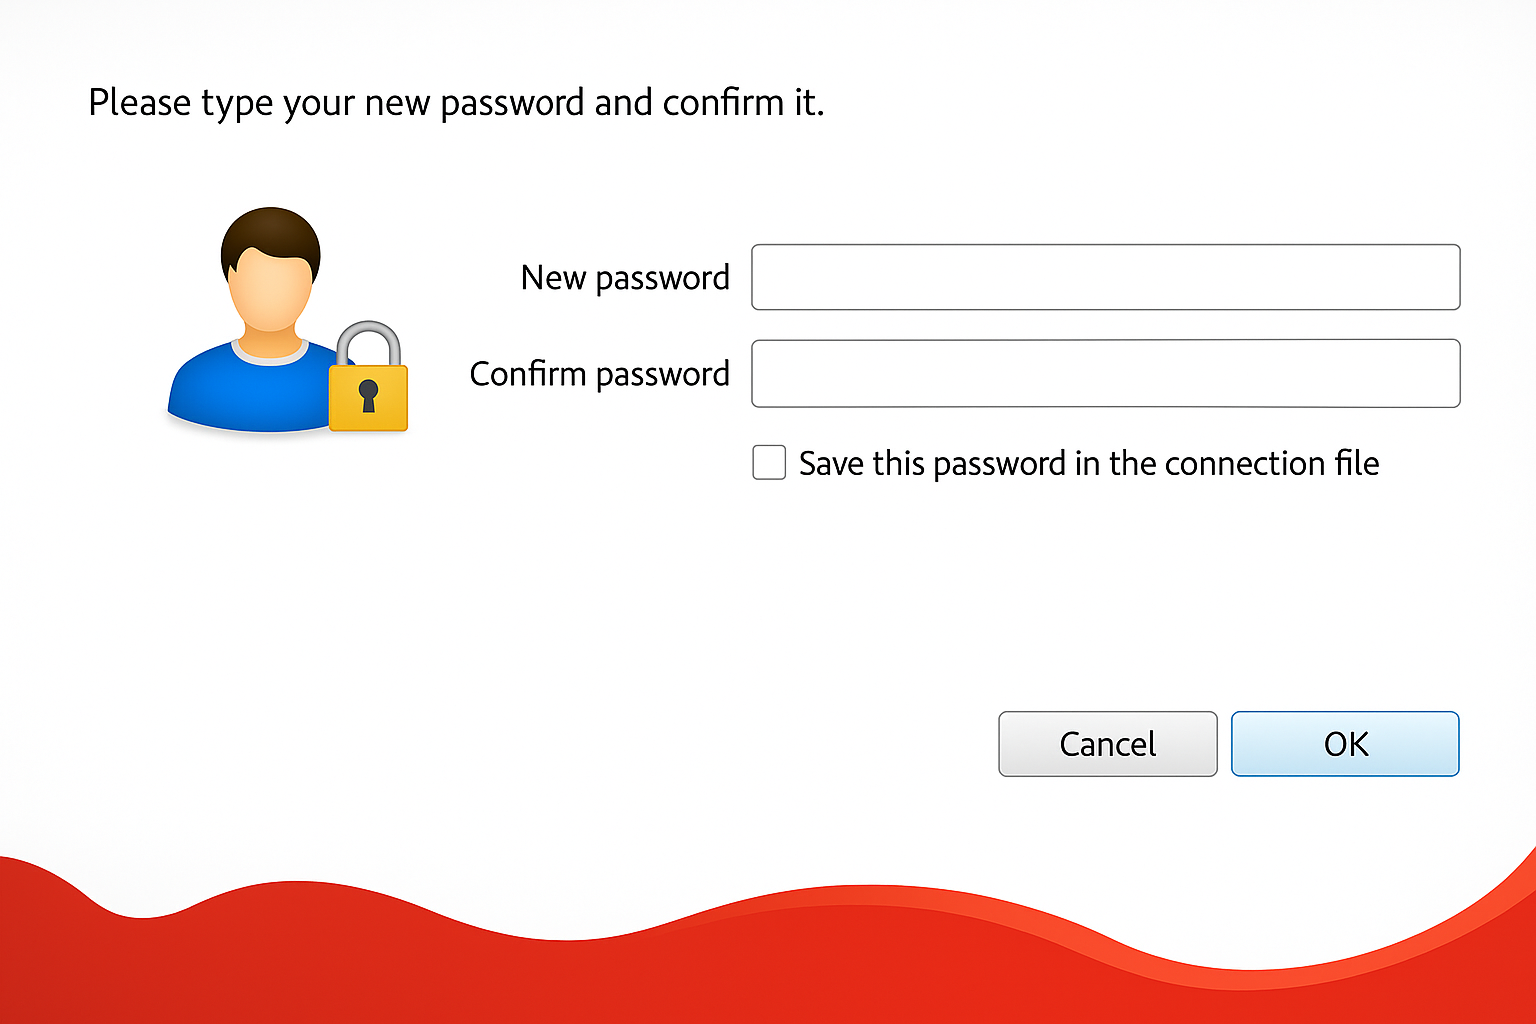 Please type your new password and confirm it.
New password
Confirm password
Save this password in the connection file
Cancel
OK